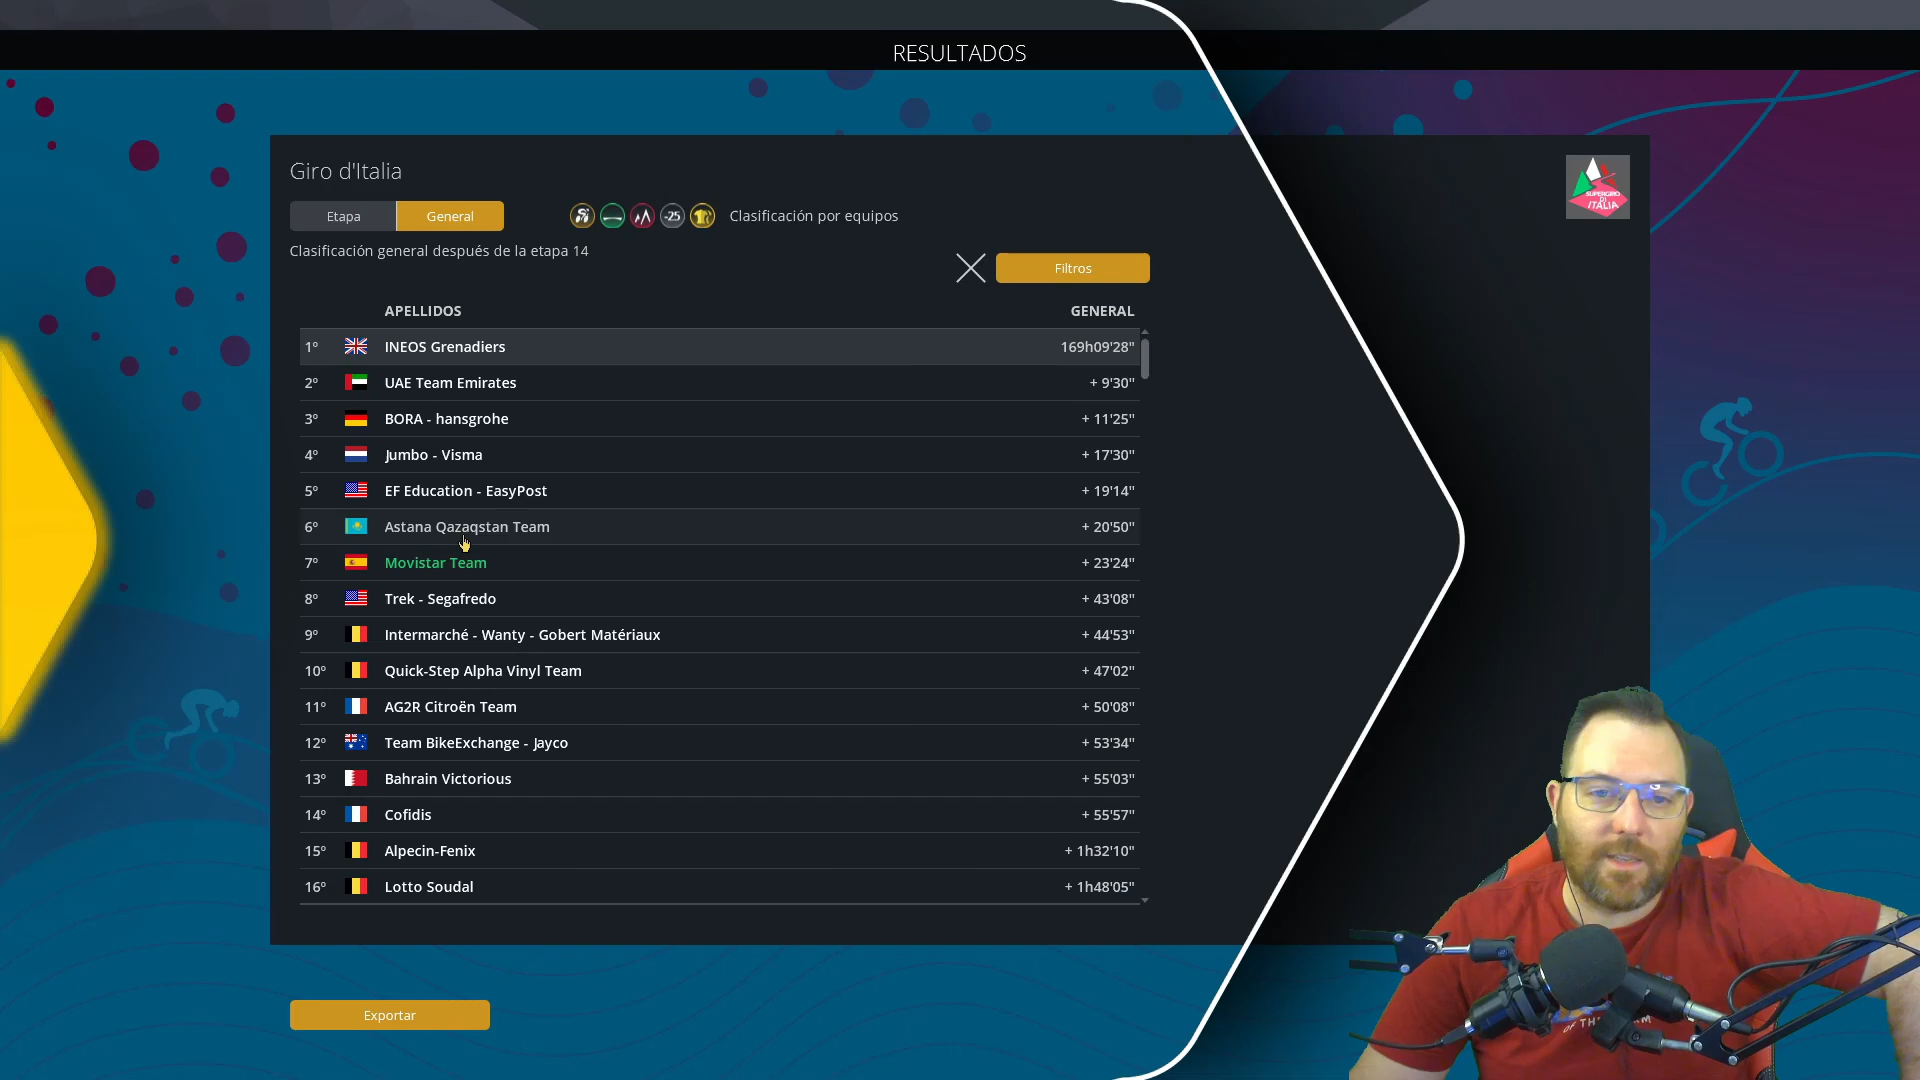 RESULTADOS
Giro d'Italia
SUPERGIRO
DI
ITALIA
Etapa
General
-25
Clasificación por equipos
Clasificación general después de la etapa 14
Filtros
APELLIDOS GENERAL
1º INEOS Grenadiers 169h09'28''
2º UAE Team Emirates + 9'30''
3º BORA - hansgrohe + 11'25''
4º Jumbo - Visma + 17'30''
5º EF Education - EasyPost + 19'14''
6º Astana Qazaqstan Team + 20'50''
7º Movistar Team + 23'24''
8º Trek - Segafredo + 43'08''
9º Intermarché - Wanty - Gobert Matériaux + 44'53''
10º Quick-Step Alpha Vinyl Team + 47'02''
11º AG2R Citroën Team + 50'08''
12º Team BikeExchange - Jayco + 53'34''
13º Bahrain Victorious + 55'03''
14º Cofidis + 55'57''
15º Alpecin-Fenix + 1h32'10''
16º Lotto Soudal + 1h48'05''
Exportar